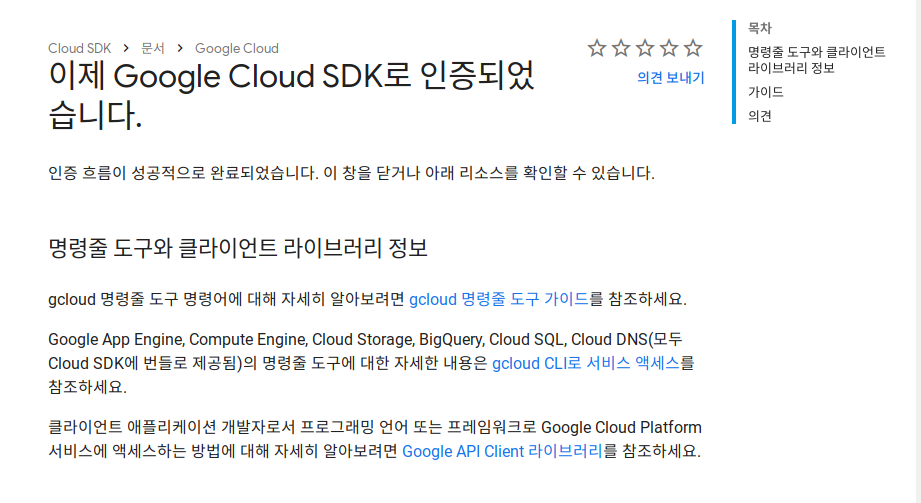 Cloud SDK > 문서 > Google Cloud
이제 Google Cloud SDK로 인증되었
습니다.
의견 보내기
인증 흐름이 성공적으로 완료되었습니다. 이 창을 닫거나 아래 리소스를 확인할 수 있습니다.
명령줄 도구와 클라이언트 라이브러리 정보
gcloud 명령줄 도구 명령어에 대해 자세히 알아보려면 gcloud 명령줄 도구 가이드를 참조하세요.
Google App Engine, Compute Engine, Cloud Storage, BigQuery, Cloud SQL, Cloud DNS(모두
Cloud SDK에 번들로 제공됨)의 명령줄 도구에 대한 자세한 내용은 gcloud CLI로 서비스 액세스를
참조하세요.
클라이언트 애플리케이션 개발자로서 프로그래밍 언어 또는 프레임워크로 Google Cloud Platform
서비스에 액세스하는 방법에 대해 자세히 알아보려면 Google API Client 라이브러리를 참조하세요.
목차
명령줄 도구와 클라이언트
라이브러리 정보
가이드
의견